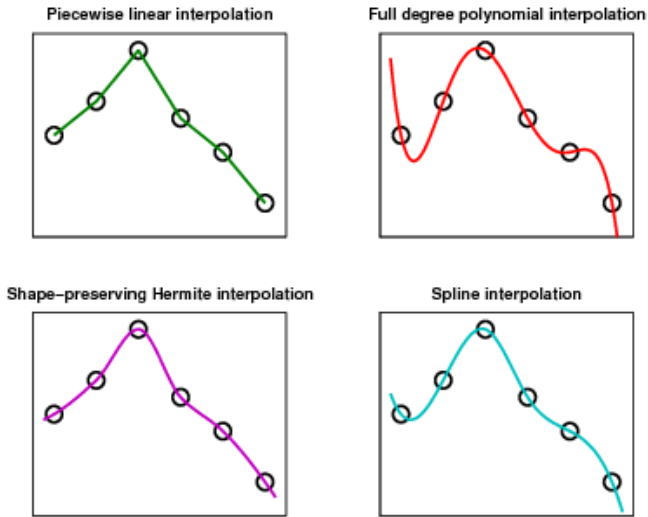 Piecewise linear interpolation
Full degree polynomial interpolation
Shape−preserving Hermite interpolation
Spline interpolation